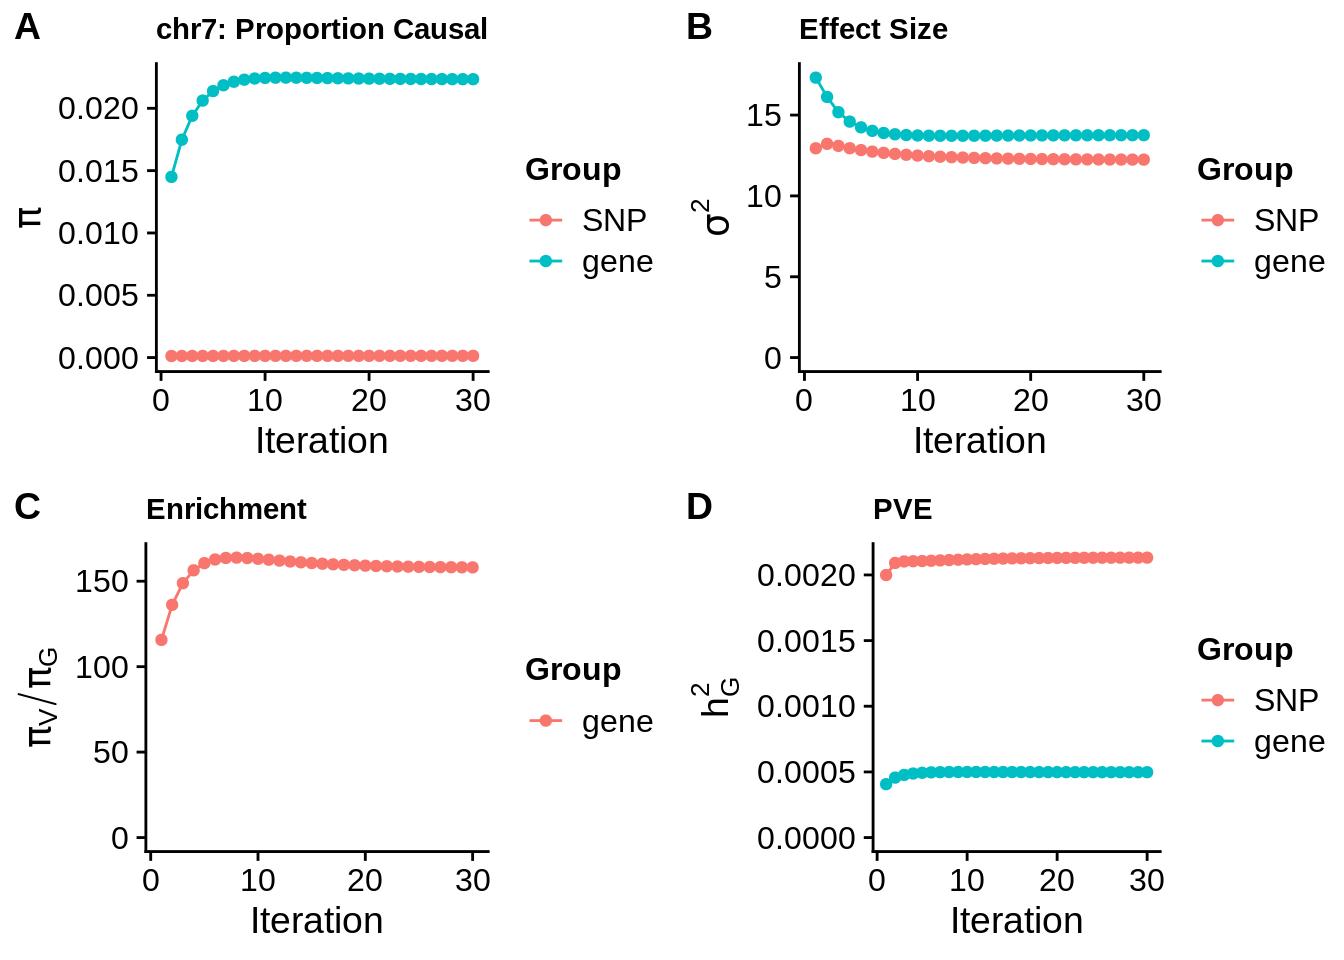 A
chr7: Proportion Causal
π
0.020
0.015
0.010
0.005
0.000
0 10 20 30
Iteration
Group
SNP
gene
B
Effect Size
σ²
15
10
5
0
0 10 20 30
Iteration
Group
SNP
gene
C
Enrichment
π_V/π_G
150
100
50
0
0 10 20 30
Iteration
Group
gene
D
PVE
h²_G
0.0020
0.0015
0.0010
0.0005
0.0000
0 10 20 30
Iteration
Group
SNP
gene